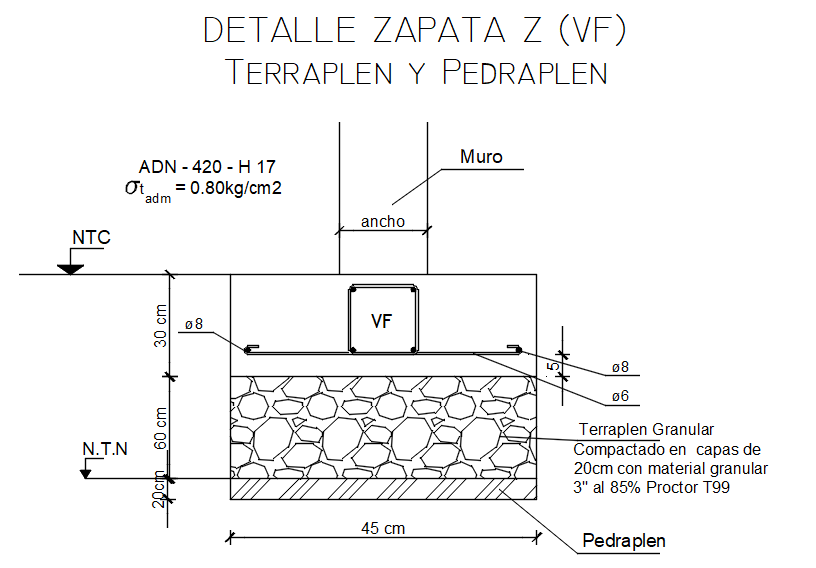 DETALLE ZAPATA Z (VF)
TERRAPLEN Y PEDRAPLEN
ADN - 420 - H 17
σt adm = 0.80kg/cm2
Muro
ancho
NTC
VF
ø8
30 cm
5
ø8
ø6
60 cm
Terraplen Granular
Compactado en capas de
20cm con material granular
3" al 85% Proctor T99
N.T.N
20cm
45 cm
Pedraplen